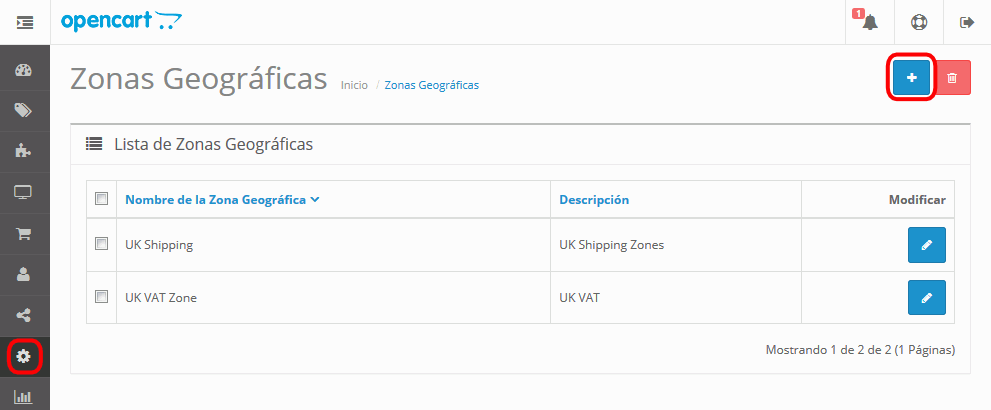 opencart
1
Zonas Geográficas Inicio / Zonas Geográficas
Lista de Zonas Geográficas
Nombre de la Zona Geográfica Descripción Modificar
UK Shipping UK Shipping Zones
UK VAT Zone UK VAT
Mostrando 1 de 2 de 2 (1 Páginas)